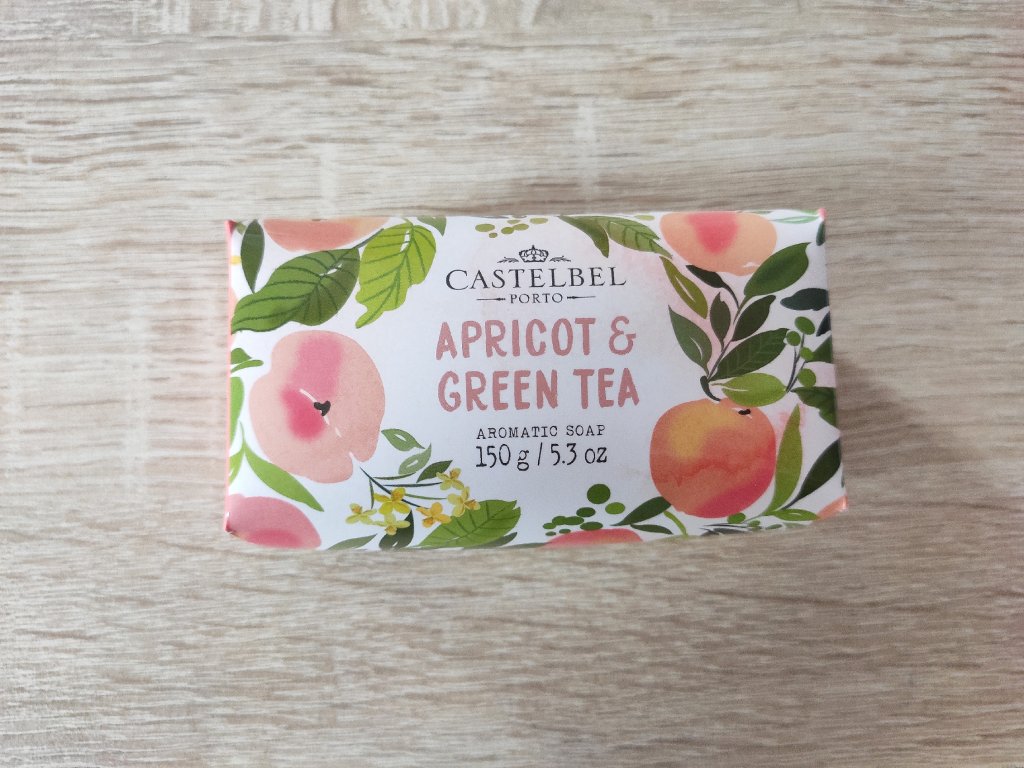 CASTELBEL
PORTO
APRICOT &
GREEN TEA
AROMATIC SOAP
150 g / 5.3 oz